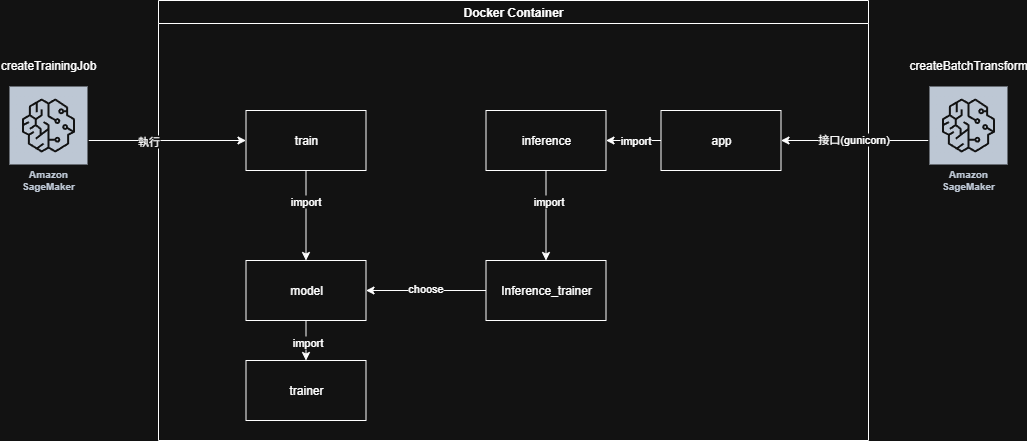 Docker Container
createTrainingJob
createBatchTransform
執行
train
inference
import
app
接口(gunicorn)
Amazon
SageMaker
Amazon
SageMaker
import
import
model
choose
Inference_trainer
import
trainer